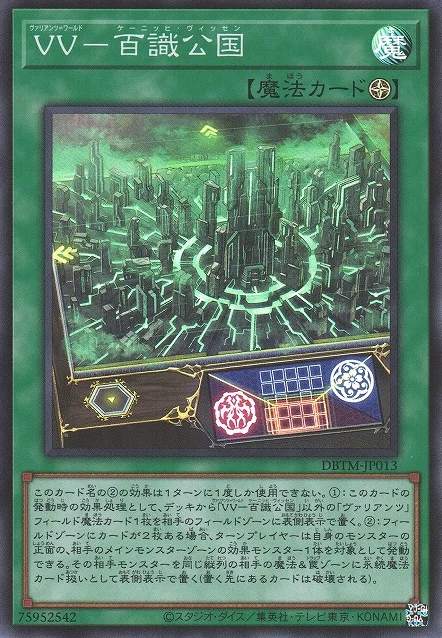 ヴァリアンツ＝ワールド ケーニッヒ・ヴィッセン
VV－百識公国
魔
【魔法カード】
DBTM-JP013
このカード名の②の効果は１ターンに１度しか使用できない。①：このカードの
発動時の効果処理として、デッキから「VV－百識公国」以外の「ヴァリアンツ」
フィールド魔法カード１枚を相手のフィールドゾーンに表側表示で置く。②：フィー
ルドゾーンにカードが２枚ある場合、ターンプレイヤーは自身のモンスター
の正面の、相手のメインモンスターゾーンの効果モンスター１体を対象として発動
できる。その相手モンスターを同じ縦列の相手の魔法＆罠ゾーンに永続魔法
カード扱いとして表側表示で置く（置く先にあるカードは破壊される）。
75952542
©スタジオ・ダイス／集英社・テレビ東京・KONAMI